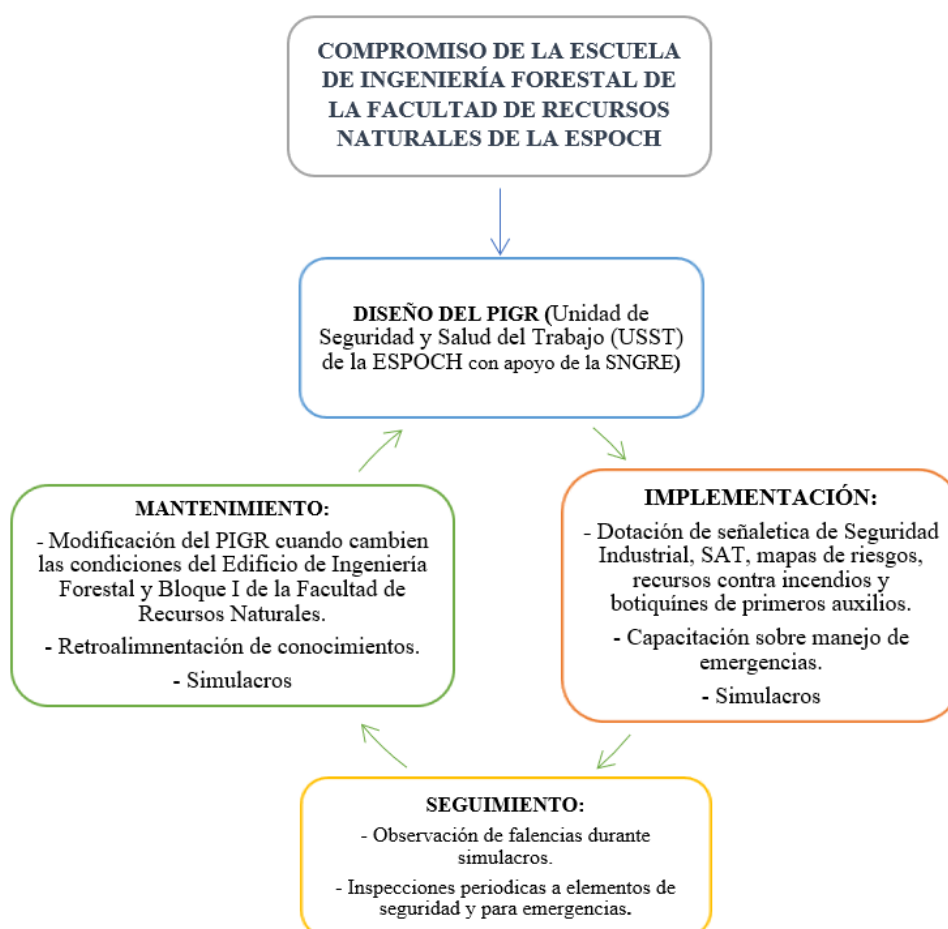 COMPROMISO DE LA ESCUELA
DE INGENIERÍA FORESTAL DE
LA FACULTAD DE RECURSOS
NATURALES DE LA ESPOCH
DISEÑO DEL PIGR (Unidad de
Seguridad y Salud del Trabajo (USST)
de la ESPOCH con apoyo de la SNGRE)
IMPLEMENTACIÓN:
- Dotación de señaletica de Seguridad
Industrial, SAT, mapas de riesgos,
recursos contra incendios y
botiquínes de primeros auxilios.
- Capacitación sobre manejo de
emergencias.
- Simulacros
SEGUIMIENTO:
- Observación de falencias durante
simulacros.
- Inspecciones periodicas a elementos de
seguridad y para emergencias.
MANTENIMIENTO:
- Modificación del PIGR cuando cambien
las condiciones del Edificio de Ingeniería
Forestal y Bloque I de la Facultad de
Recursos Naturales.
- Retroalimnentación de conocimientos.
- Simulacros